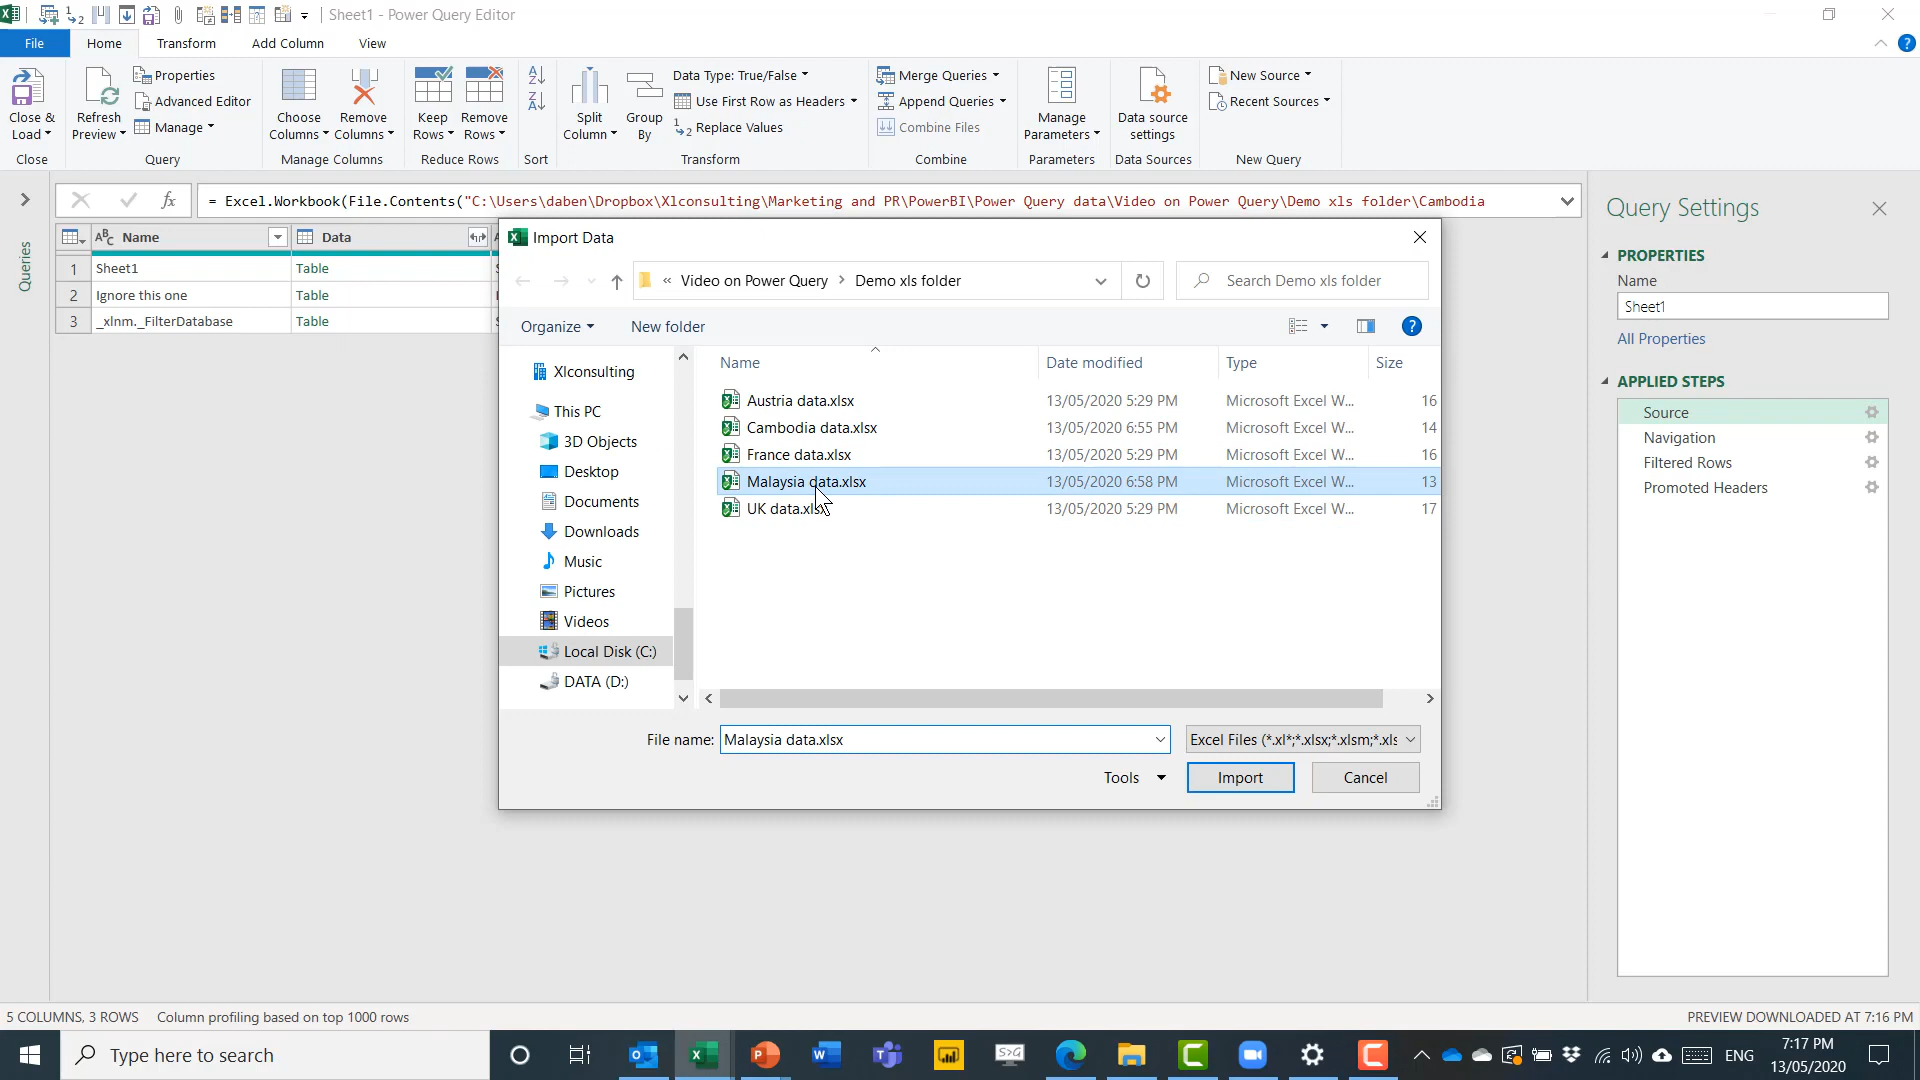 Sheet1 - Power Query Editor
File
Home
Transform
Add Column
View
Close &
Load
Close
Refresh
Preview
Properties
Advanced Editor
Manage
Query
Choose
Columns
Remove
Columns
Manage Columns
Keep
Rows
Remove
Rows
Reduce Rows
Sort
Split
Column
Group
By
Data Type: True/False
Use First Row as Headers
Replace Values
Transform
Merge Queries
Append Queries
Combine Files
Combine
Manage
Parameters
Parameters
Data source
settings
Data Sources
New Source
Recent Sources
New Query
fx
= Excel.Workbook(File.Contents("C:\Users\daben\Dropbox\Xlconsulting\Marketing and PR\PowerBI\Power Query data\Video on Power Query\Demo xls folder\Cambodia
Queries
Name
Data
1 Sheet1 Table
2 Ignore this one Table
3 _xlnm._FilterDatabase Table
Import Data
« Video on Power Query > Demo xls folder
Search Demo xls folder
Organize
New folder
Xlconsulting
This PC
3D Objects
Desktop
Documents
Downloads
Music
Pictures
Videos
Local Disk (C:)
DATA (D:)
Name Date modified Type Size
Austria data.xlsx 13/05/2020 5:29 PM Microsoft Excel W... 16
Cambodia data.xlsx 13/05/2020 6:55 PM Microsoft Excel W... 14
France data.xlsx 13/05/2020 5:29 PM Microsoft Excel W... 16
Malaysia data.xlsx 13/05/2020 6:58 PM Microsoft Excel W... 13
UK data.xlsx 13/05/2020 5:29 PM Microsoft Excel W... 17
File name: Malaysia data.xlsx
Excel Files (*.xl*;*.xlsx;*.xlsm;*.xls
Tools
Import
Cancel
Query Settings
PROPERTIES
Name
Sheet1
All Properties
APPLIED STEPS
Source
Navigation
Filtered Rows
Promoted Headers
5 COLUMNS, 3 ROWS Column profiling based on top 1000 rows
PREVIEW DOWNLOADED AT 7:16 PM
Type here to search
ENG
7:17 PM
13/05/2020